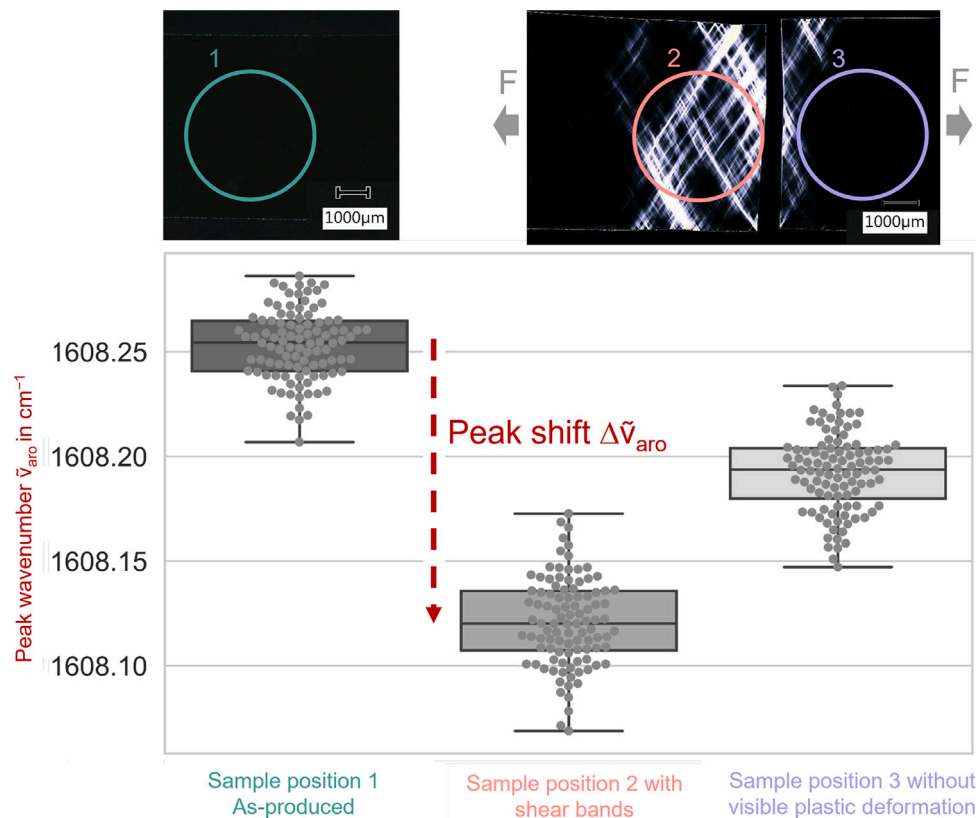 1
1000µm
F
2
3
F
1000µm
Peak wavenumber ṽaro in cm⁻¹
1608.25
1608.20
1608.15
1608.10
Peak shift Δṽaro
Sample position 1
As-produced
Sample position 2 with
shear bands
Sample position 3 without
visible plastic deformation